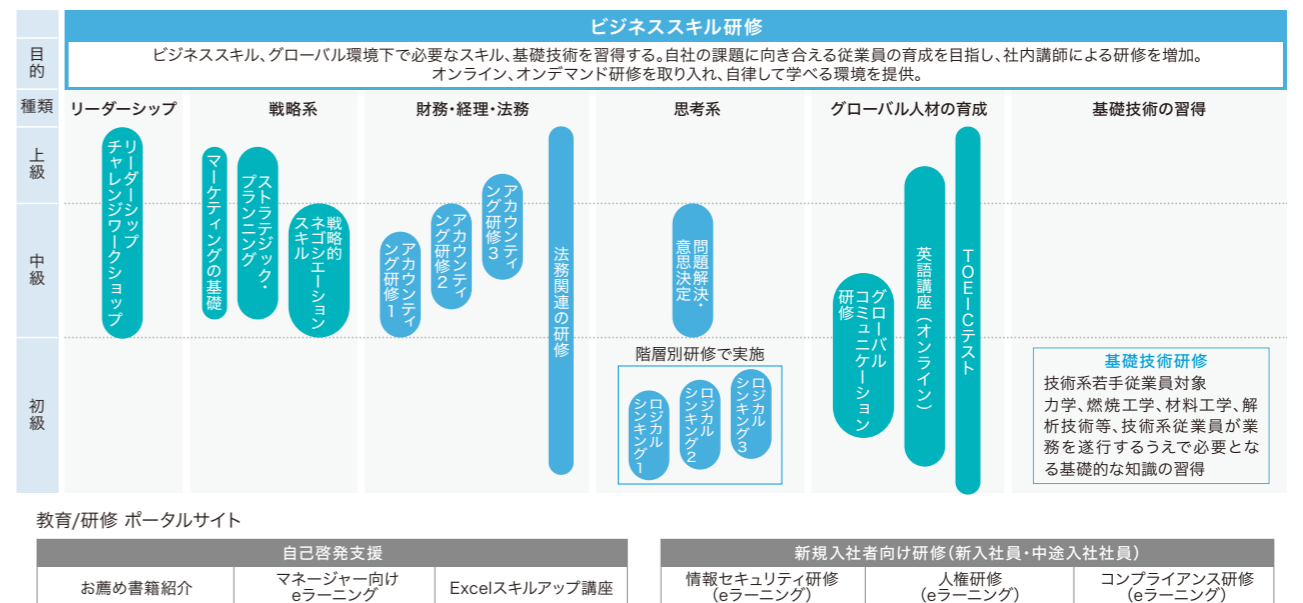 ビジネススキル研修
目的
ビジネススキル、グローバル環境下で必要なスキル、基礎技術を習得する。自社の課題に向き合える従業員の育成を目指し、社内講師による研修を増加。
オンライン、オンデマンド研修を取り入れ、自律して学べる環境を提供。
種類
リーダーシップ
戦略系
財務・経理・法務
思考系
グローバル人材の育成
基礎技術の習得
上級
中級
初級
リーダーシップ
チャレンジワークショップ
マーケティングの基礎
ストラテジック・
プランニング
戦略的
ネゴシエーション
スキル
アカウンティ
ング研修1
アカウンティ
ング研修2
アカウンティ
ング研修3
法務関連の研修
問題解決・
意思決定
階層別研修で実施
ロジカル
シンキング1
ロジカル
シンキング2
ロジカル
シンキング3
グローバル
コミュニケーション
研修
英語講座（オンライン）
TOEICテスト
基礎技術研修
技術系若手従業員対象
力学、燃焼工学、材料工学、解
析技術等、技術系従業員が業
務を遂行するうえで必要とな
る基礎的な知識の習得
教育/研修 ポータルサイト
自己啓発支援
お薦め書籍紹介
マネージャー向け
eラーニング
Excelスキルアップ講座
新規入社者向け研修（新入社員・中途入社社員）
情報セキュリティ研修
（eラーニング）
人権研修
（eラーニング）
コンプライアンス研修
（eラーニング）